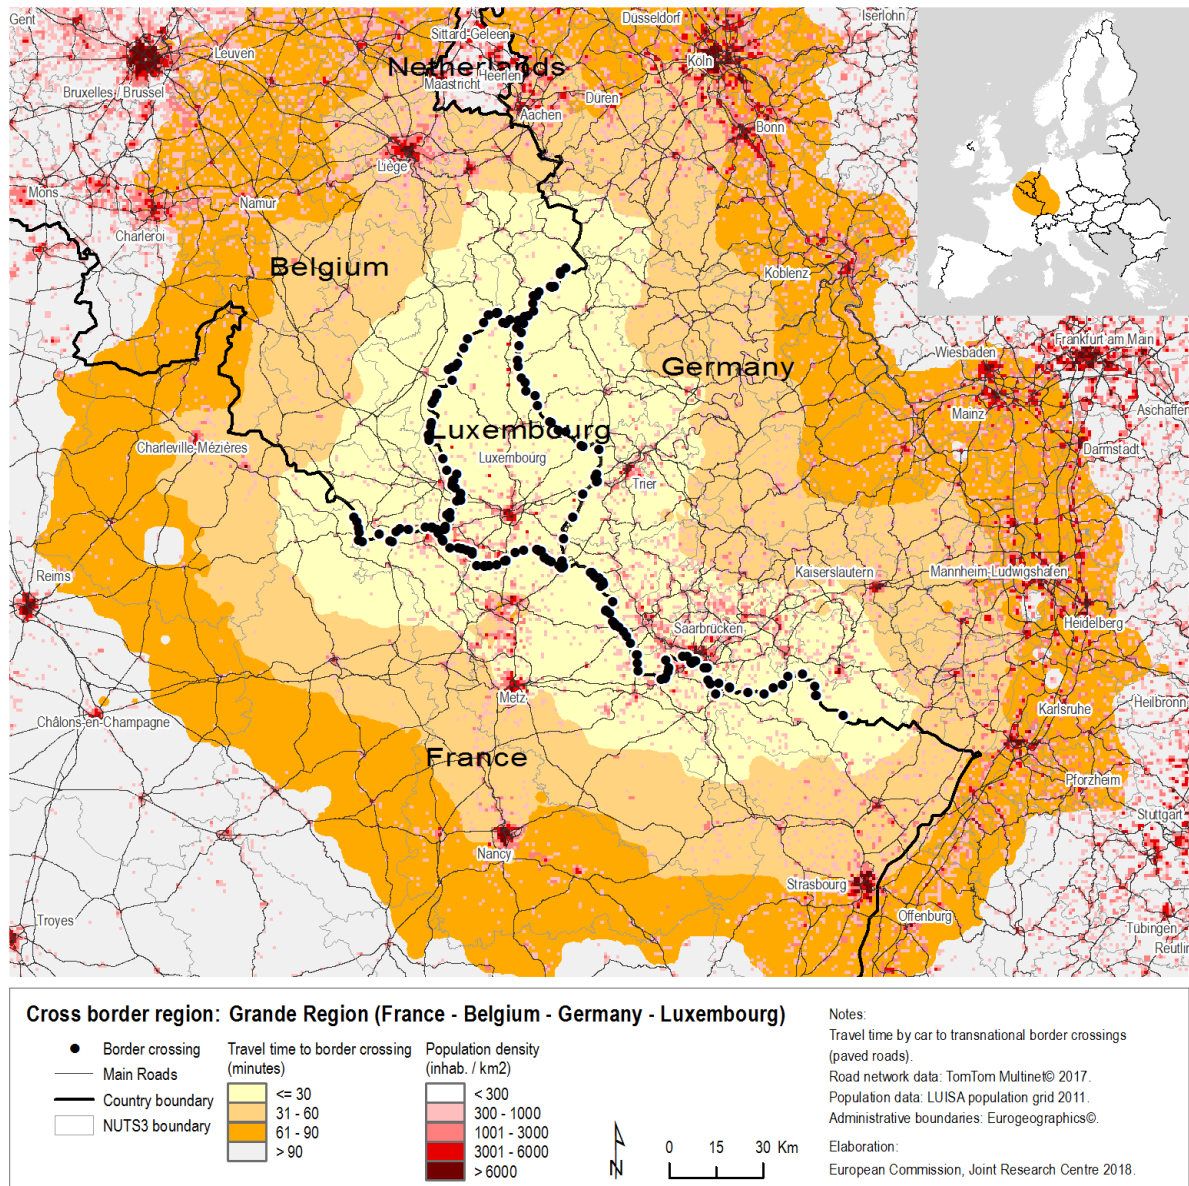 Gent
Leuven
Bruxelles / Brussel
Sittard-Geleen
Netherlands
Heerlen
Maastricht
Aachen
Düren
Düsseldorf
Iserlohn
Köln
Bonn
Liège
Mons
Namur
Charleroi
Belgium
Koblenz
Germany
Wiesbaden
Frankfurt am Main
Mainz
Aschaffen
Darmstadt
Charleville-Mézières
Luxembourg
Luxembourg
Trier
Reims
Kaiserslautern
Mannheim-Ludwigshafen
Heidelberg
Saarbrücken
Metz
Châlons-en-Champagne
Karlsruhe
Heilbronn
France
Pforzheim
Stuttgart
Nancy
Strasbourg
Offenburg
Troyes
Tübingen
Reutlin
Cross border region: Grande Region (France - Belgium - Germany - Luxembourg)
Border crossing
Main Roads
Country boundary
NUTS3 boundary
Travel time to border crossing
(minutes)
<= 30
31 - 60
61 - 90
> 90
Population density
(inhab. / km2)
< 300
300 - 1000
1001 - 3000
3001 - 6000
> 6000
N
0 15 30 Km
Notes:
Travel time by car to transnational border crossings
(paved roads).
Road network data: TomTom Multinet© 2017.
Population data: LUISA population grid 2011.
Administrative boundaries: Eurogeographics©.
Elaboration:
European Commission, Joint Research Centre 2018.